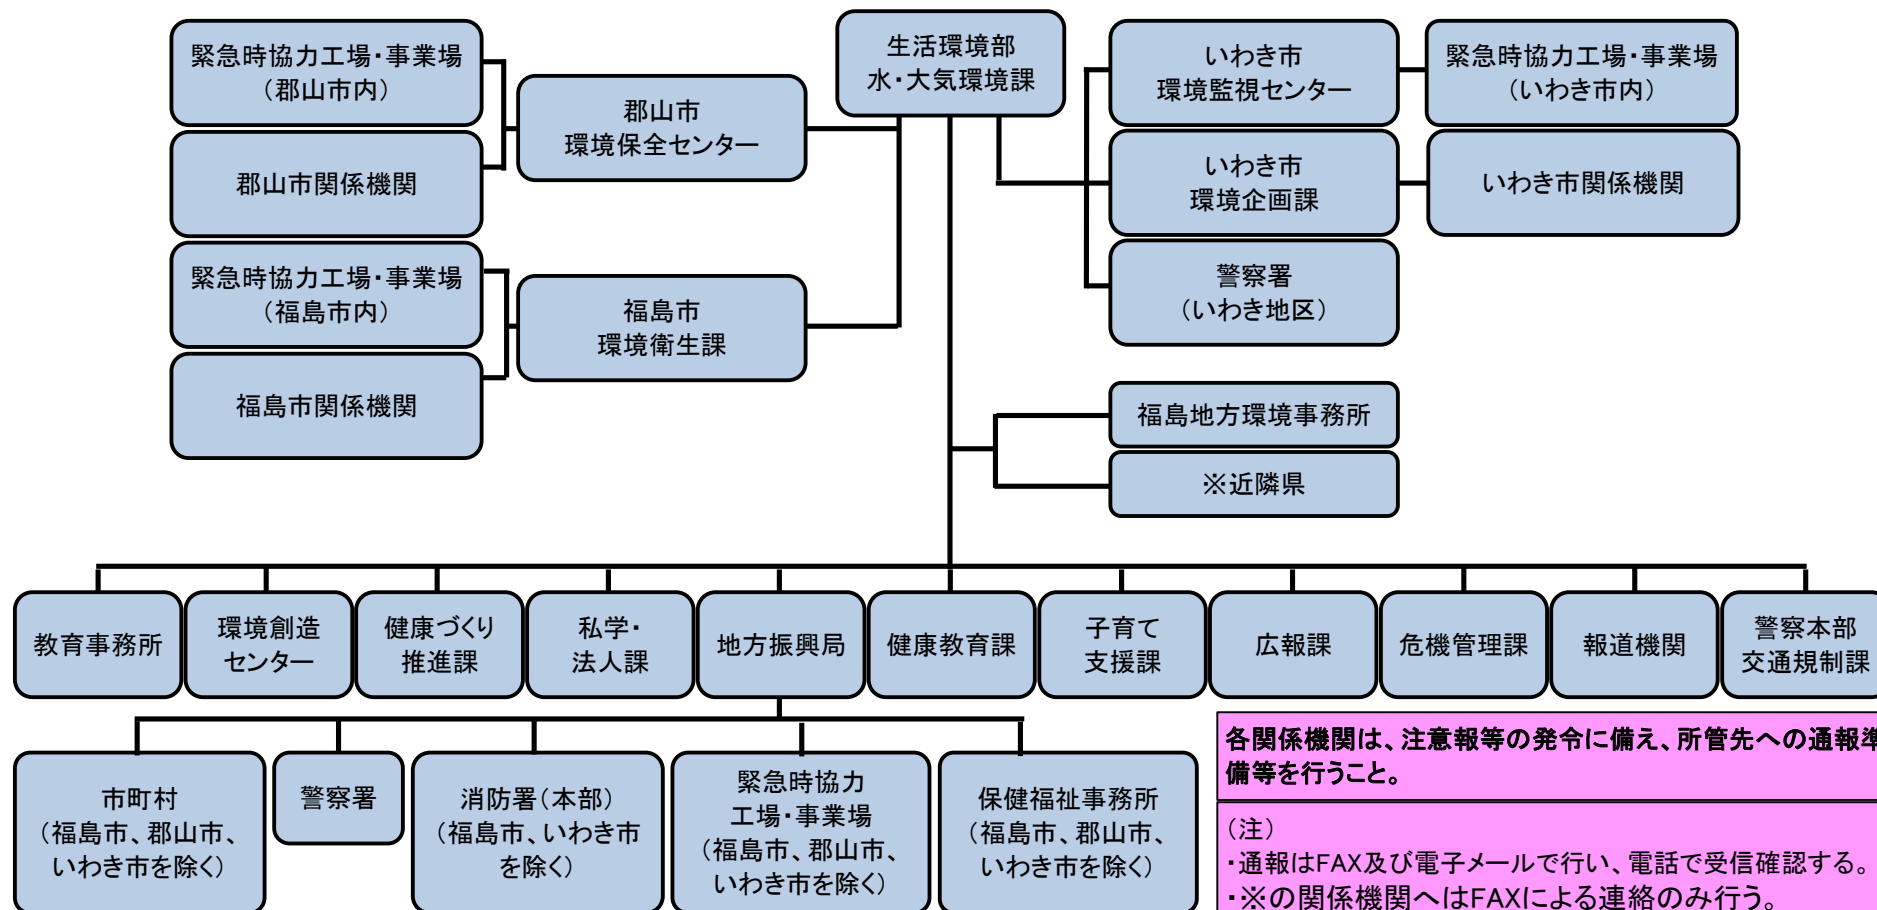 緊急時協力工場・事業場
（郡山市内）
郡山市関係機関
緊急時協力工場・事業場
（福島市内）
福島市関係機関
郡山市
環境保全センター
福島市
環境衛生課
生活環境部
水・大気環境課
いわき市
環境監視センター
緊急時協力工場・事業場
（いわき市内）
いわき市
環境企画課
いわき市関係機関
警察署
（いわき地区）
福島地方環境事務所
※近隣県
教育事務所
環境創造
センター
健康づくり
推進課
私学・
法人課
地方振興局
健康教育課
子育て
支援課
広報課
危機管理課
報道機関
警察本部
交通規制課
市町村
（福島市、郡山市、
いわき市を除く）
警察署
消防署（本部）
（福島市、いわき市
を除く）
緊急時協力
工場・事業場
（福島市、郡山市、
いわき市を除く）
保健福祉事務所
（福島市、郡山市、
いわき市を除く）
各関係機関は、注意報等の発令に備え、所管先への通報準
備等を行うこと。
（注）
・通報はFAX及び電子メールで行い、電話で受信確認する。
・※の関係機関へはFAXによる連絡のみ行う。